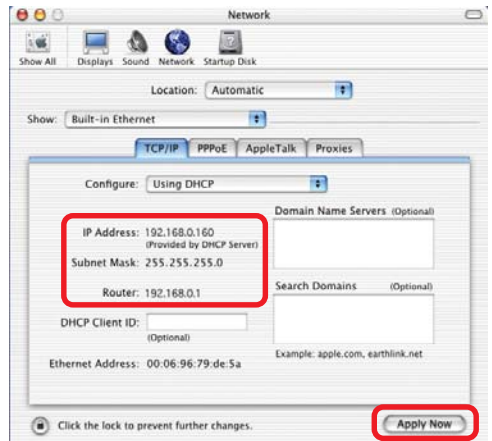 Network
Show All Displays Sound Network Startup Disk
Location: Automatic
Show: Built-in Ethernet
TCP/IP PPPoE AppleTalk Proxies
Configure: Using DHCP
Domain Name Servers (Optional)
IP Address: 192.168.0.160
(Provided by DHCP Server)
Subnet Mask: 255.255.255.0
Router: 192.168.0.1
Search Domains (Optional)
DHCP Client ID:
(Optional)
Example: apple.com, earthlink.net
Ethernet Address: 00:06:96:79:de:5a
Click the lock to prevent further changes.
Apply Now